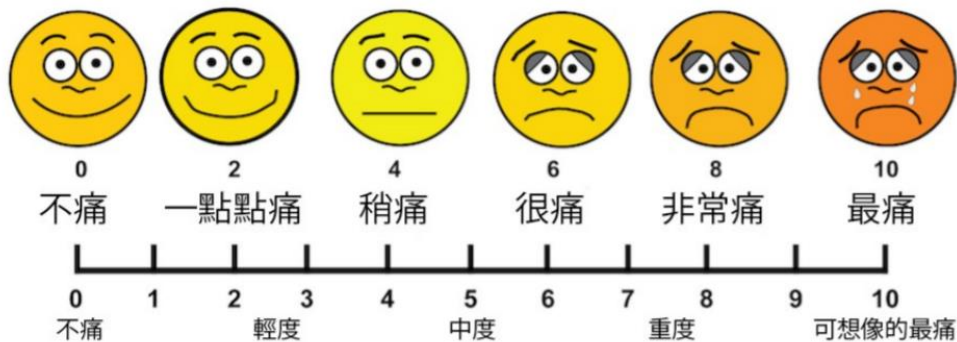 0 2 4 6 8 10
不痛 一點點痛 稍痛 很痛 非常痛 最痛
0 1 2 3 4 5 6 7 8 9 10
不痛 輕度 中度 重度 可想像的最痛